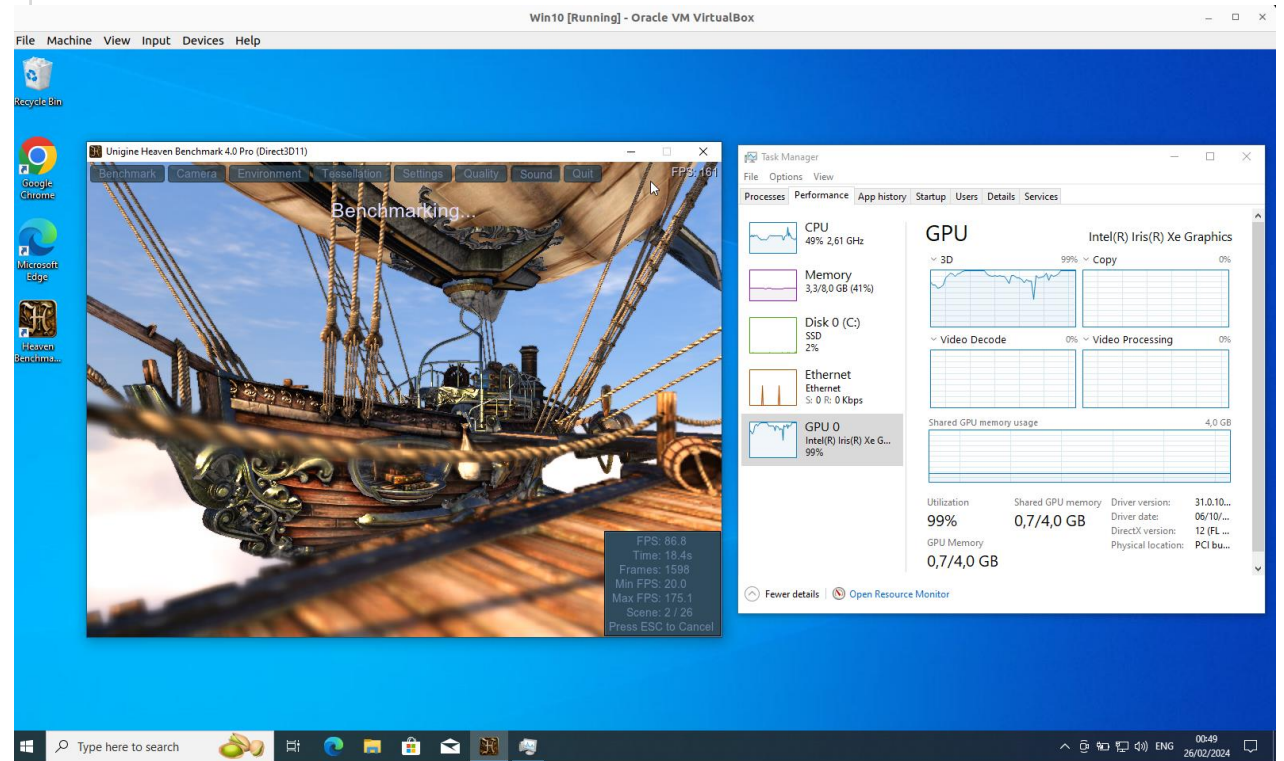 Win10 [Running] - Oracle VM VirtualBox
File Machine View Input Devices Help
Recycle Bin
Google
Chrome
Microsoft
Edge
Heaven
Benchma...
Unigine Heaven Benchmark 4.0 Pro (Direct3D11)
Benchmark Camera Environment Tessellation Settings Quality Sound Quit FPS: 161
Benchmarking...
FPS: 86.8
Time: 18.4s
Frames: 1598
Min FPS: 20.0
Max FPS: 175.1
Scene: 2 / 26
Press ESC to Cancel
Task Manager
File Options View
Processes Performance App history Startup Users Details Services
CPU
49% 2,61 GHz
Memory
3,3/8,0 GB (41%)
Disk 0 (C:)
SSD
2%
Ethernet
Ethernet
S: 0 R: 0 Kbps
GPU 0
Intel(R) Iris(R) Xe G...
99%
GPU Intel(R) Iris(R) Xe Graphics
3D 99% Copy 0%
Video Decode 0% Video Processing 0%
Shared GPU memory usage 4,0 GB
Utilization
99%
Shared GPU memory
0,7/4,0 GB
GPU Memory
0,7/4,0 GB
Driver version: 31.0.10...
Driver date: 06/10/...
DirectX version: 12 (FL ...
Physical location: PCI bu...
Fewer details Open Resource Monitor
Type here to search
ENG
00:49
26/02/2024